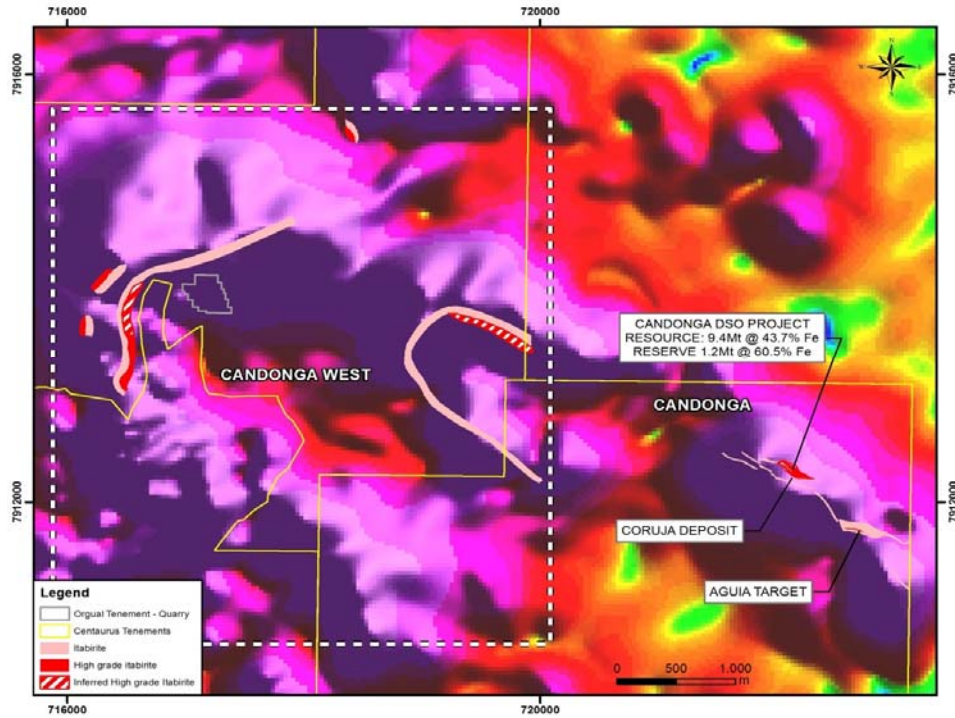 716000
720000
7916000
7916000
N
W
E
S
CANDONGA DSO PROJECT
RESOURCE: 9.4Mt @ 43.7% Fe
RESERVE 1.2Mt @ 60.5% Fe
CANDONGA WEST
CANDONGA
7912000
7912000
CORUJA DEPOSIT
AGUIA TARGET
Legend
Orgual Tenement - Quarry
Centaurus Tenements
Itabirite
High grade itabirite
Inferred High grade Itabirite
0 500 1.000
m
716000
720000